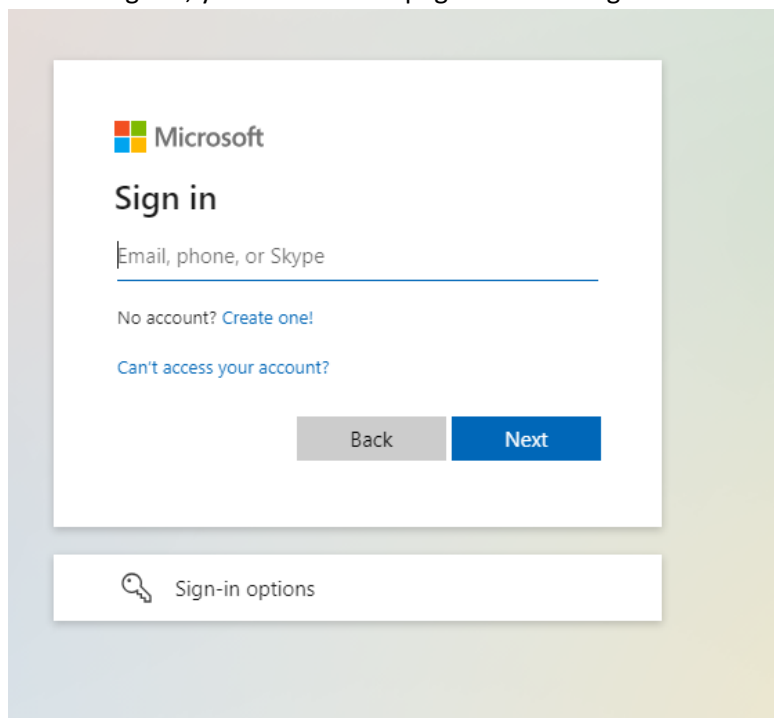 Microsoft
Sign in
Email, phone, or Skype
No account? Create one!
Can't access your account?
Back
Next
Sign-in options